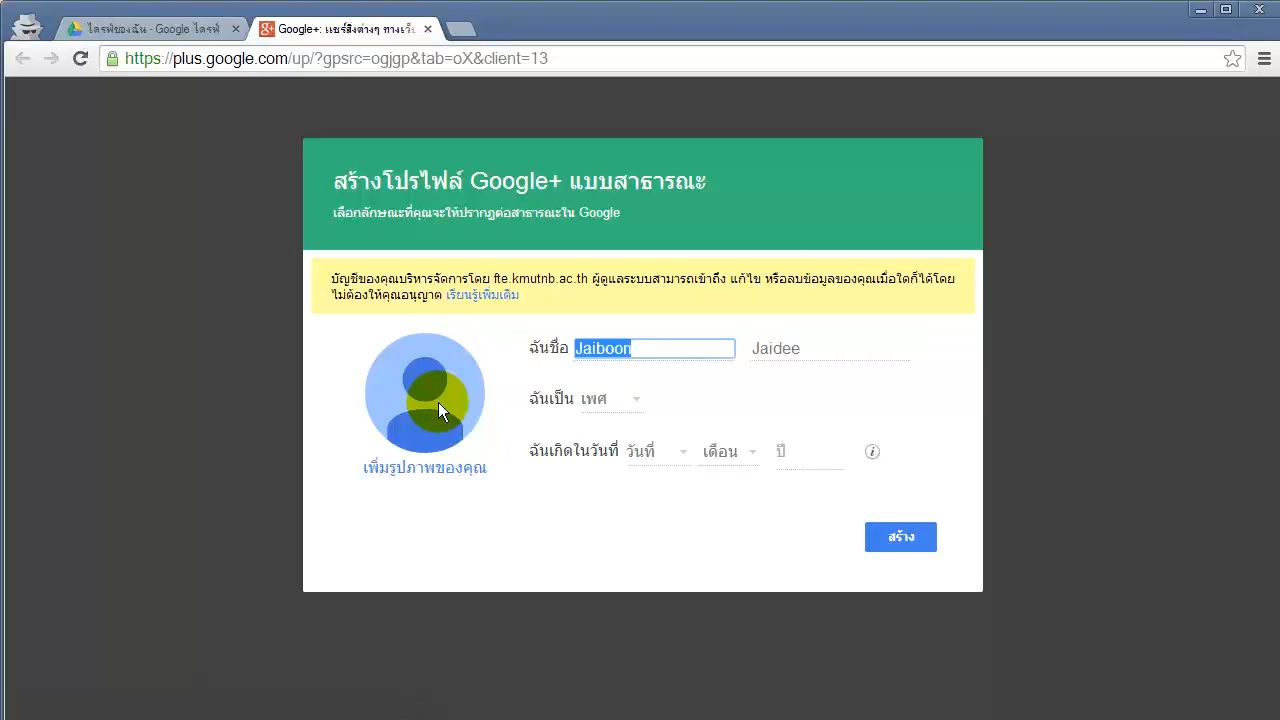 ไดรฟ์ของฉัน - Google ไดรฟ์
Google+: แชร์สิ่งต่างๆ ทางเว็บ
https://plus.google.com/up/?gpsrc=ogjgp&tab=oX&client=13
สร้างโปรไฟล์ Google+ แบบสาธารณะ
เลือกลักษณะที่คุณจะให้ปรากฏต่อสาธารณะใน Google
บัญชีของคุณบริหารจัดการโดย fte.kmutnb.ac.th ผู้ดูแลระบบสามารถเข้าถึง แก้ไข หรือลบข้อมูลของคุณเมื่อใดก็ได้โดย
ไม่ต้องให้คุณอนุญาต เรียนรู้เพิ่มเติม
ฉันชื่อ Jaiboon Jaidee
ฉันเป็น เพศ
ฉันเกิดในวันที่ วันที่ เดือน ปี
เพิ่มรูปภาพของคุณ
สร้าง